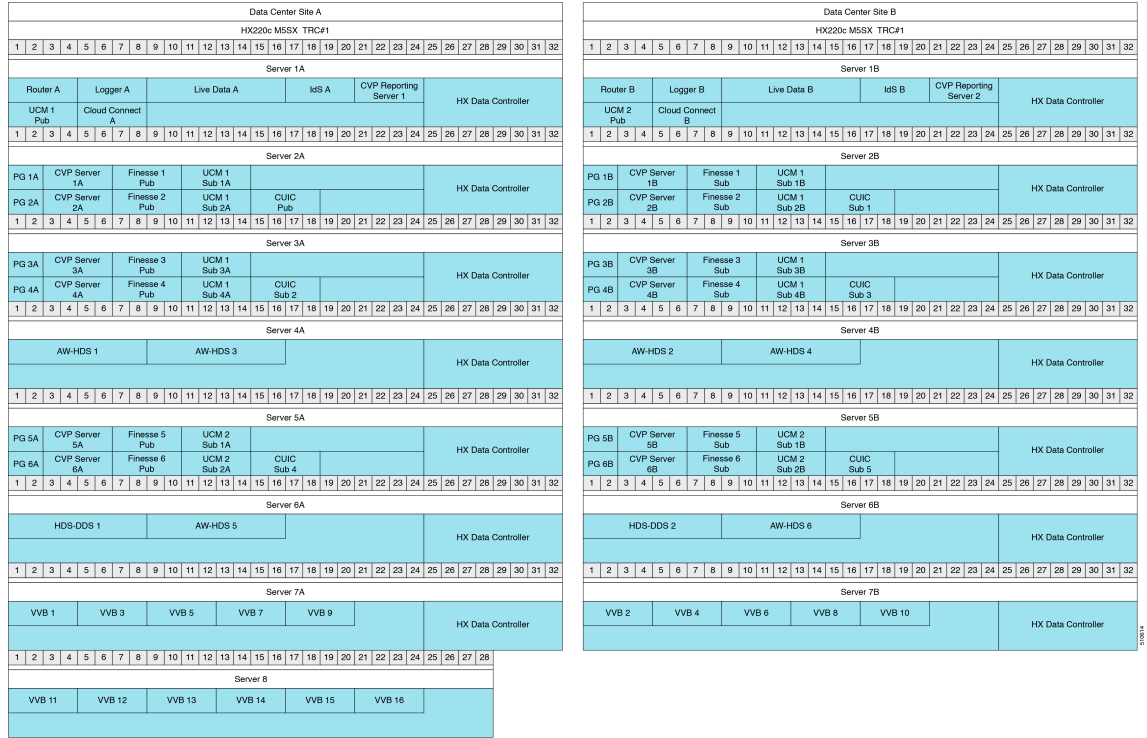 Data Center Site A
HX220c M5SX TRC#1
1 2 3 4 5 6 7 8 9 10 11 12 13 14 15 16 17 18 19 20 21 22 23 24 25 26 27 28 29 30 31 32
Server 1A
Router A Logger A Live Data A IdS A CVP Reporting
Server 1
HX Data Controller
UCM 1
Pub
Cloud Connect
A
1 2 3 4 5 6 7 8 9 10 11 12 13 14 15 16 17 18 19 20 21 22 23 24 25 26 27 28 29 30 31 32
Server 2A
PG 1A
CVP Server
1A
Finesse 1
Pub
UCM 1
Sub 1A
HX Data Controller
PG 2A
CVP Server
2A
Finesse 2
Pub
UCM 1
Sub 2A
CUIC
Pub
1 2 3 4 5 6 7 8 9 10 11 12 13 14 15 16 17 18 19 20 21 22 23 24 25 26 27 28 29 30 31 32
Server 3A
PG 3A
CVP Server
3A
Finesse 3
Pub
UCM 1
Sub 3A
HX Data Controller
PG 4A
CVP Server
4A
Finesse 4
Pub
UCM 1
Sub 4A
CUIC
Sub 2
1 2 3 4 5 6 7 8 9 10 11 12 13 14 15 16 17 18 19 20 21 22 23 24 25 26 27 28 29 30 31 32
Server 4A
AW-HDS 1 AW-HDS 3
HX Data Controller
1 2 3 4 5 6 7 8 9 10 11 12 13 14 15 16 17 18 19 20 21 22 23 24 25 26 27 28 29 30 31 32
Server 5A
PG 5A
CVP Server
5A
Finesse 5
Pub
UCM 2
Sub 1A
HX Data Controller
PG 6A
CVP Server
6A
Finesse 6
Pub
UCM 2
Sub 2A
CUIC
Sub 4
1 2 3 4 5 6 7 8 9 10 11 12 13 14 15 16 17 18 19 20 21 22 23 24 25 26 27 28 29 30 31 32
Server 6A
HDS-DDS 1 AW-HDS 5
HX Data Controller
1 2 3 4 5 6 7 8 9 10 11 12 13 14 15 16 17 18 19 20 21 22 23 24 25 26 27 28 29 30 31 32
Server 7A
VVB 1 VVB 3 VVB 5 VVB 7 VVB 9
HX Data Controller
1 2 3 4 5 6 7 8 9 10 11 12 13 14 15 16 17 18 19 20 21 22 23 24 25 26 27 28
Server 8
VVB 11 VVB 12 VVB 13 VVB 14 VVB 15 VVB 16
Data Center Site B
HX220c M5SX TRC#1
1 2 3 4 5 6 7 8 9 10 11 12 13 14 15 16 17 18 19 20 21 22 23 24 25 26 27 28 29 30 31 32
Server 1B
Router B Logger B Live Data B IdS B CVP Reporting
Server 2
HX Data Controller
UCM 2
Pub
Cloud Connect
B
1 2 3 4 5 6 7 8 9 10 11 12 13 14 15 16 17 18 19 20 21 22 23 24 25 26 27 28 29 30 31 32
Server 2B
PG 1B
CVP Server
1B
Finesse 1
Sub
UCM 1
Sub 1B
HX Data Controller
PG 2B
CVP Server
2B
Finesse 2
Sub
UCM 1
Sub 2B
CUIC
Sub 1
1 2 3 4 5 6 7 8 9 10 11 12 13 14 15 16 17 18 19 20 21 22 23 24 25 26 27 28 29 30 31 32
Server 3B
PG 3B
CVP Server
3B
Finesse 3
Sub
UCM 1
Sub 3B
HX Data Controller
PG 4B
CVP Server
4B
Finesse 4
Sub
UCM 1
Sub 4B
CUIC
Sub 3
1 2 3 4 5 6 7 8 9 10 11 12 13 14 15 16 17 18 19 20 21 22 23 24 25 26 27 28 29 30 31 32
Server 4B
AW-HDS 2 AW-HDS 4
HX Data Controller
1 2 3 4 5 6 7 8 9 10 11 12 13 14 15 16 17 18 19 20 21 22 23 24 25 26 27 28 29 30 31 32
Server 5B
PG 5B
CVP Server
5B
Finesse 5
Sub
UCM 2
Sub 1B
HX Data Controller
PG 6B
CVP Server
6B
Finesse 6
Sub
UCM 2
Sub 2B
CUIC
Sub 5
1 2 3 4 5 6 7 8 9 10 11 12 13 14 15 16 17 18 19 20 21 22 23 24 25 26 27 28 29 30 31 32
Server 6B
HDS-DDS 2 AW-HDS 6
HX Data Controller
1 2 3 4 5 6 7 8 9 10 11 12 13 14 15 16 17 18 19 20 21 22 23 24 25 26 27 28 29 30 31 32
Server 7B
VVB 2 VVB 4 VVB 6 VVB 8 VVB 10
HX Data Controller
510614